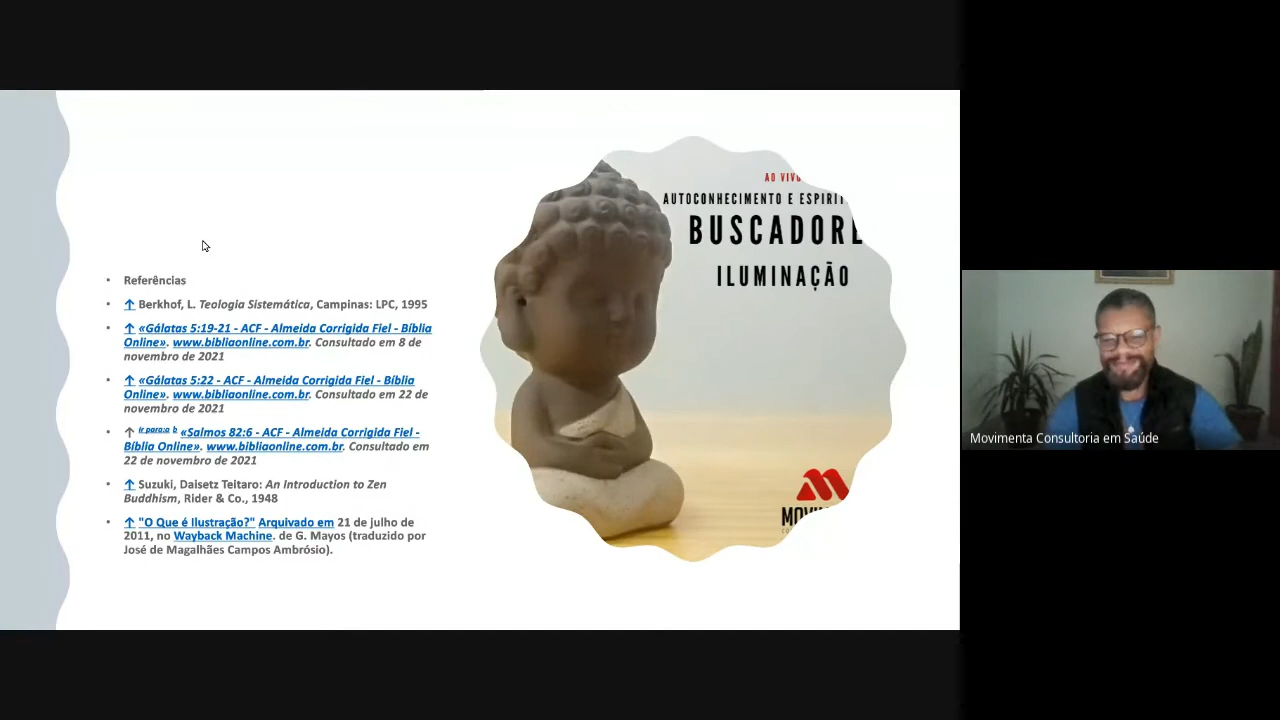 Referências
↑ Berkhof, L. Teologia Sistemática, Campinas: LPC, 1995
↑ «Gálatas 5:19-21 - ACF - Almeida Corrigida Fiel - Bíblia
Online». www.bibliaonline.com.br. Consultado em 8 de
novembro de 2021
↑ «Gálatas 5:22 - ACF - Almeida Corrigida Fiel - Bíblia
Online». www.bibliaonline.com.br. Consultado em 22 de
novembro de 2021
↑ Ir para:a b «Salmos 82:6 - ACF - Almeida Corrigida Fiel -
Bíblia Online». www.bibliaonline.com.br. Consultado em
22 de novembro de 2021
↑ Suzuki, Daisetz Teitaro: An Introduction to Zen
Buddhism, Rider & Co., 1948
↑ "O Que é Ilustração?" Arquivado em 21 de julho de
2011, no Wayback Machine. de G. Mayos (traduzido por
José de Magalhães Campos Ambrósio).
AO VIVO
AUTOCONHECIMENTO E ESPIRI
BUSCADORE
ILUMINAÇÃO
Movimenta Consultoria em Saúde